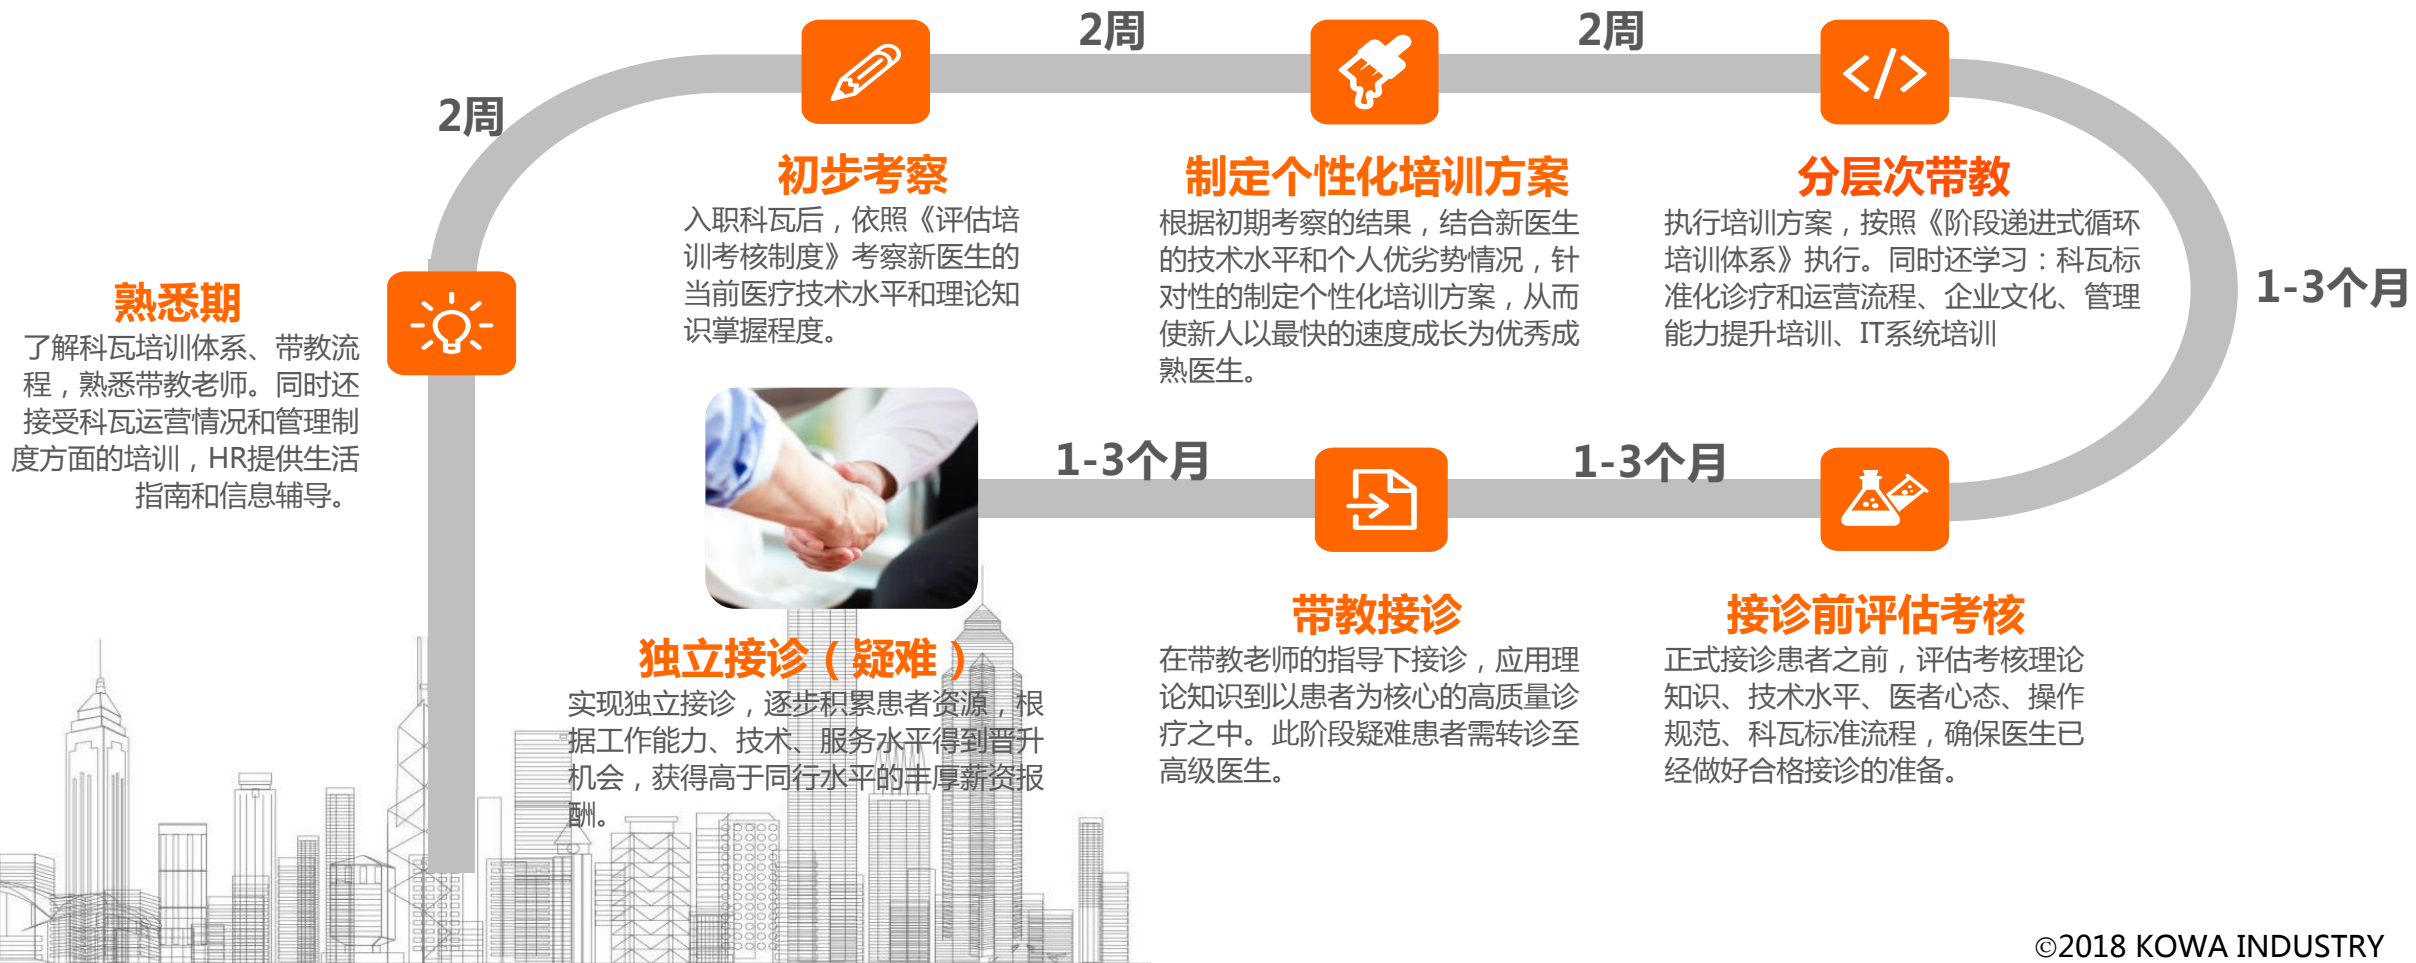 熟悉期
了解科瓦培训体系、带教流
程，熟悉带教老师。同时还
接受科瓦运营情况和管理制
度方面的培训，HR提供生活
指南和信息辅导。
2周
初步考察
入职科瓦后，依照《评估培
训考核制度》考察新医生的
当前医疗技术水平和理论知
识掌握程度。
2周
制定个性化培训方案
根据初期考察的结果，结合新医生
的技术水平和个人优劣势情况，针
对性的制定个性化培训方案，从而
使新人以最快的速度成长为优秀成
熟医生。
2周
分层次带教
执行培训方案，按照《阶段递进式循环
培训体系》执行。同时还学习：科瓦标
准化诊疗和运营流程、企业文化、管理
能力提升培训、IT系统培训
1-3个月
接诊前评估考核
正式接诊患者之前，评估考核理论
知识、技术水平、医者心态、操作
规范、科瓦标准流程，确保医生已
经做好合格接诊的准备。
1-3个月
带教接诊
在带教老师的指导下接诊，应用理
论知识到以患者为核心的高质量诊
疗之中。此阶段疑难患者需转诊至
高级医生。
1-3个月
独立接诊（疑难）
实现独立接诊，逐步积累患者资源，根
据工作能力、技术、服务水平得到晋升
机会，获得高于同行水平的丰厚薪资报
酬。
©2018 KOWA INDUSTRY